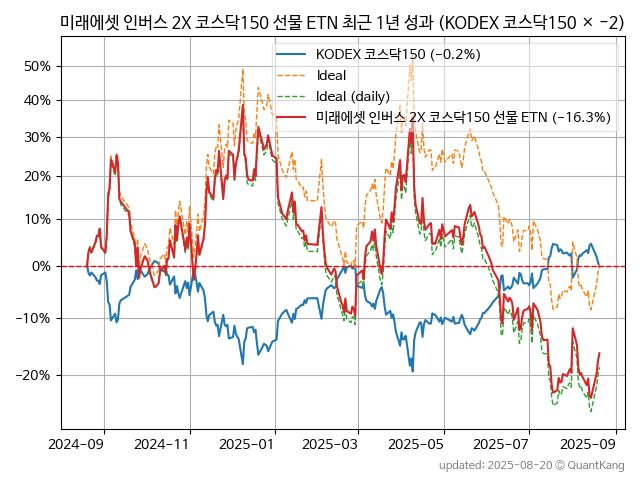 미래에셋 인버스 2X 코스닥150 선물 ETN 최근 1년 성과 (KODEX 코스닥150 × −2)
KODEX 코스닥150 (−0.2%)
Ideal
Ideal (daily)
미래에셋 인버스 2X 코스닥150 선물 ETN (−16.3%)
50%
40%
30%
20%
10%
0%
−10%
−20%
2024-09
2024-11
2025-01
2025-03
2025-05
2025-07
2025-09
updated: 2025-08-20 © QuantKang